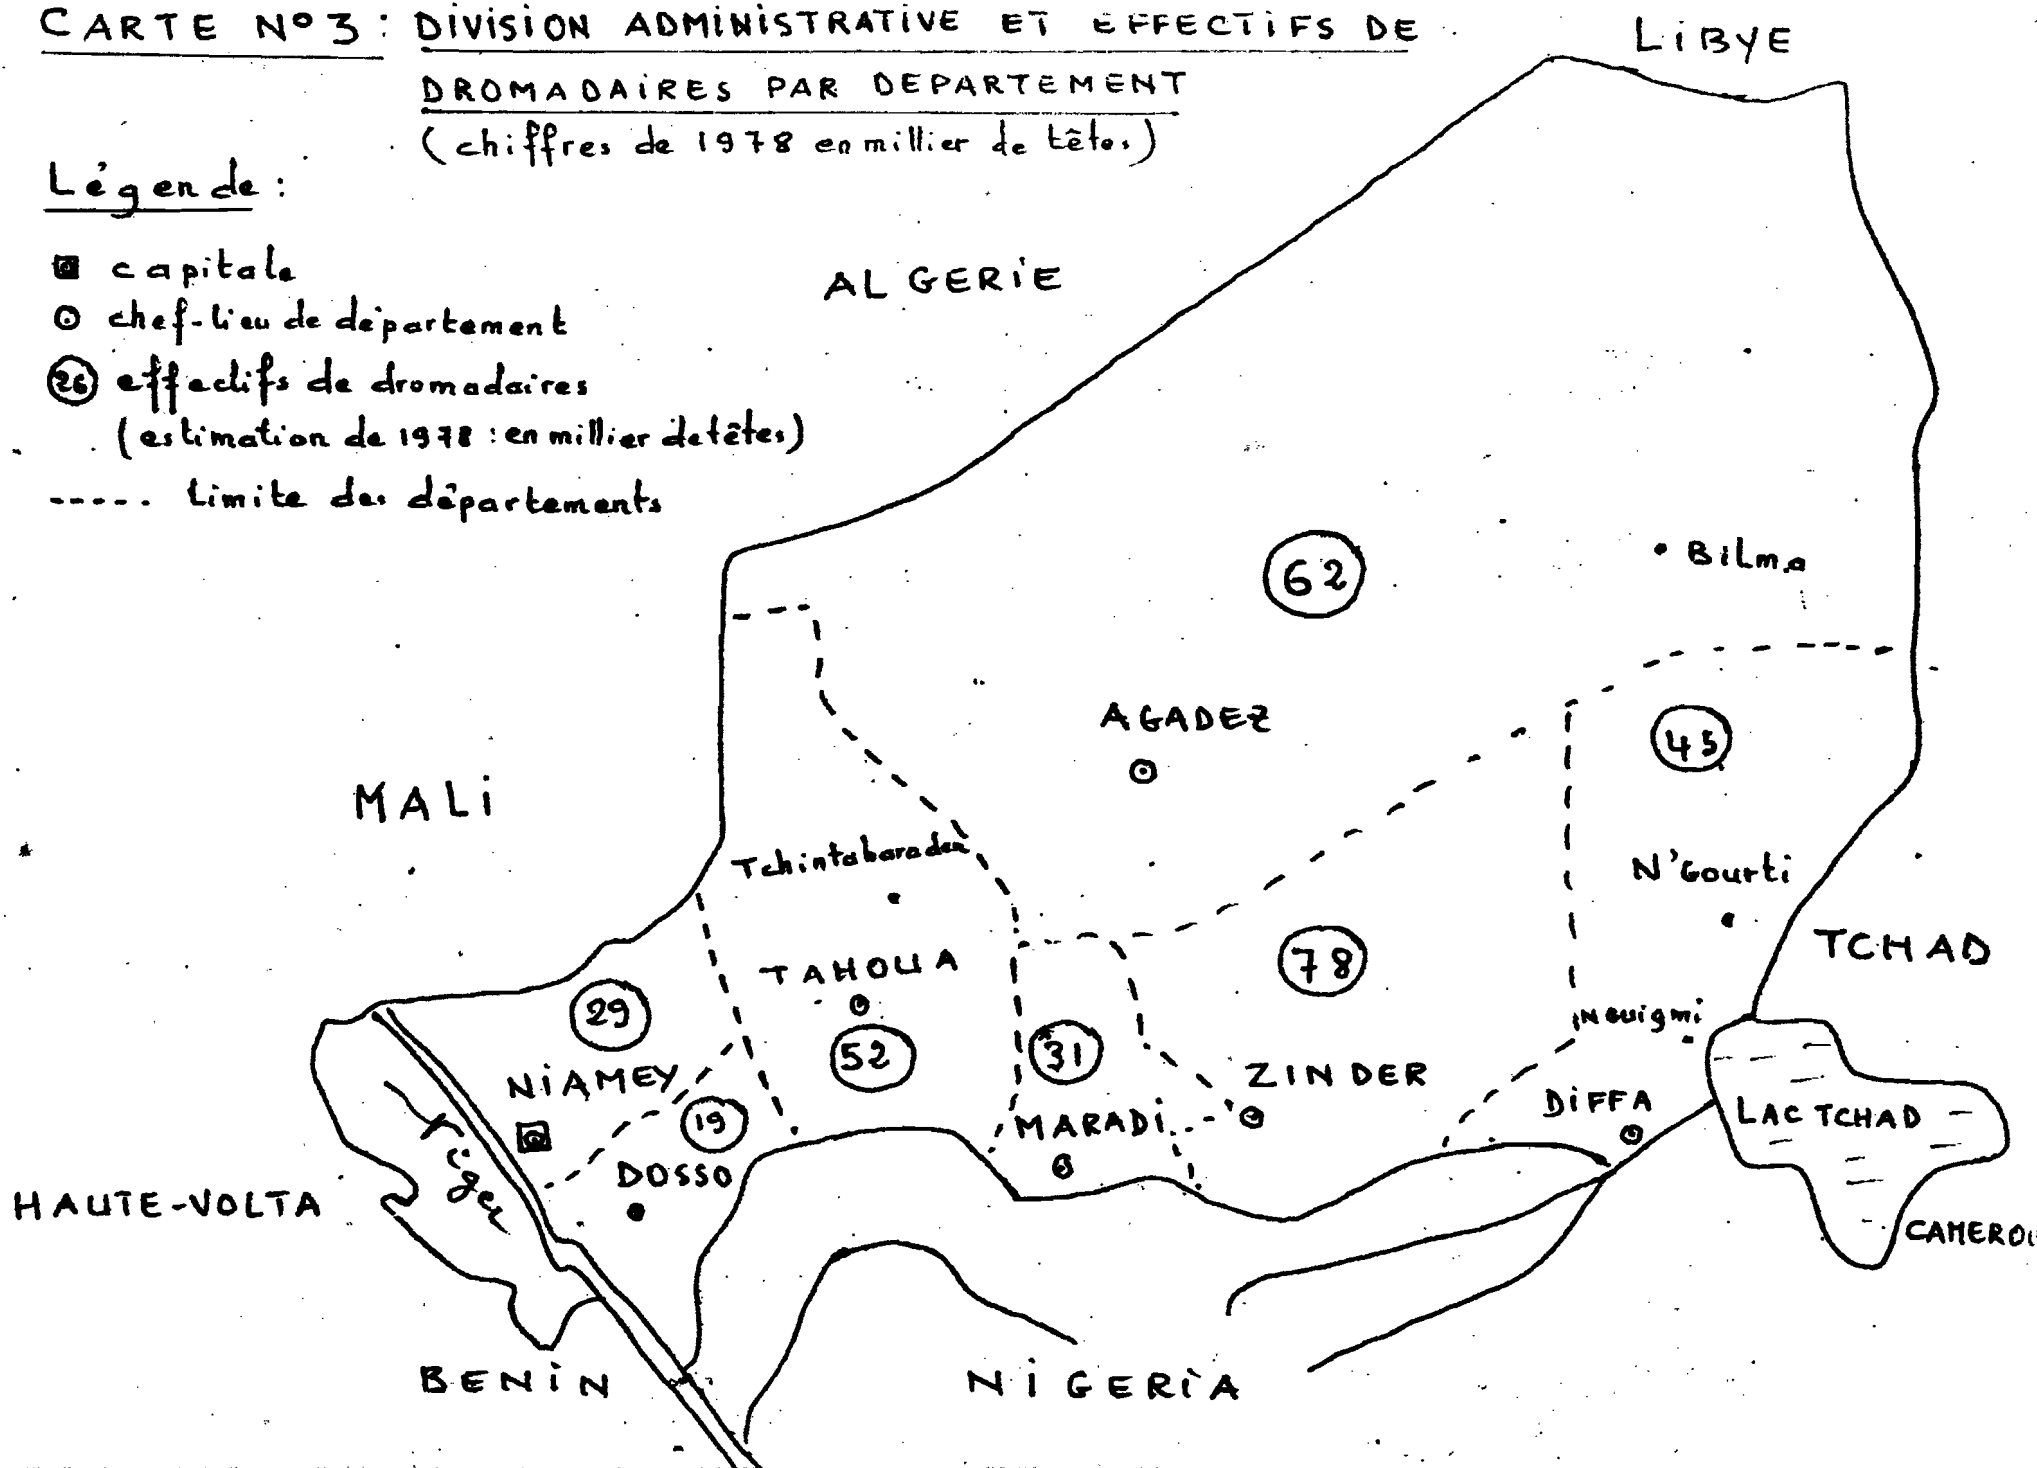 CARTE N° 3 : DIVISION ADMINISTRATIVE ET EFFECTIFS DE
DROMADAIRES PAR DEPARTEMENT
(chiffres de 1978 en millier de têtes)
Légende :
capitale
chef-lieu de département
26 effectifs de dromadaires
(estimation de 1978 : en millier de têtes)
----- Limite des départements
LIBYE
ALGERIE
62
Bilma
AGADEZ
45
MALI
Tchintabaraden
N'Gourti
TCHAD
TAHOUA
78
29
52
31
NIAMEY
ZINDER
NGuigmi
19
MARADI
DIFFA
LAC TCHAD
Niger
DOSSO
HAUTE-VOLTA
CAMEROU
BENIN
NIGERIA